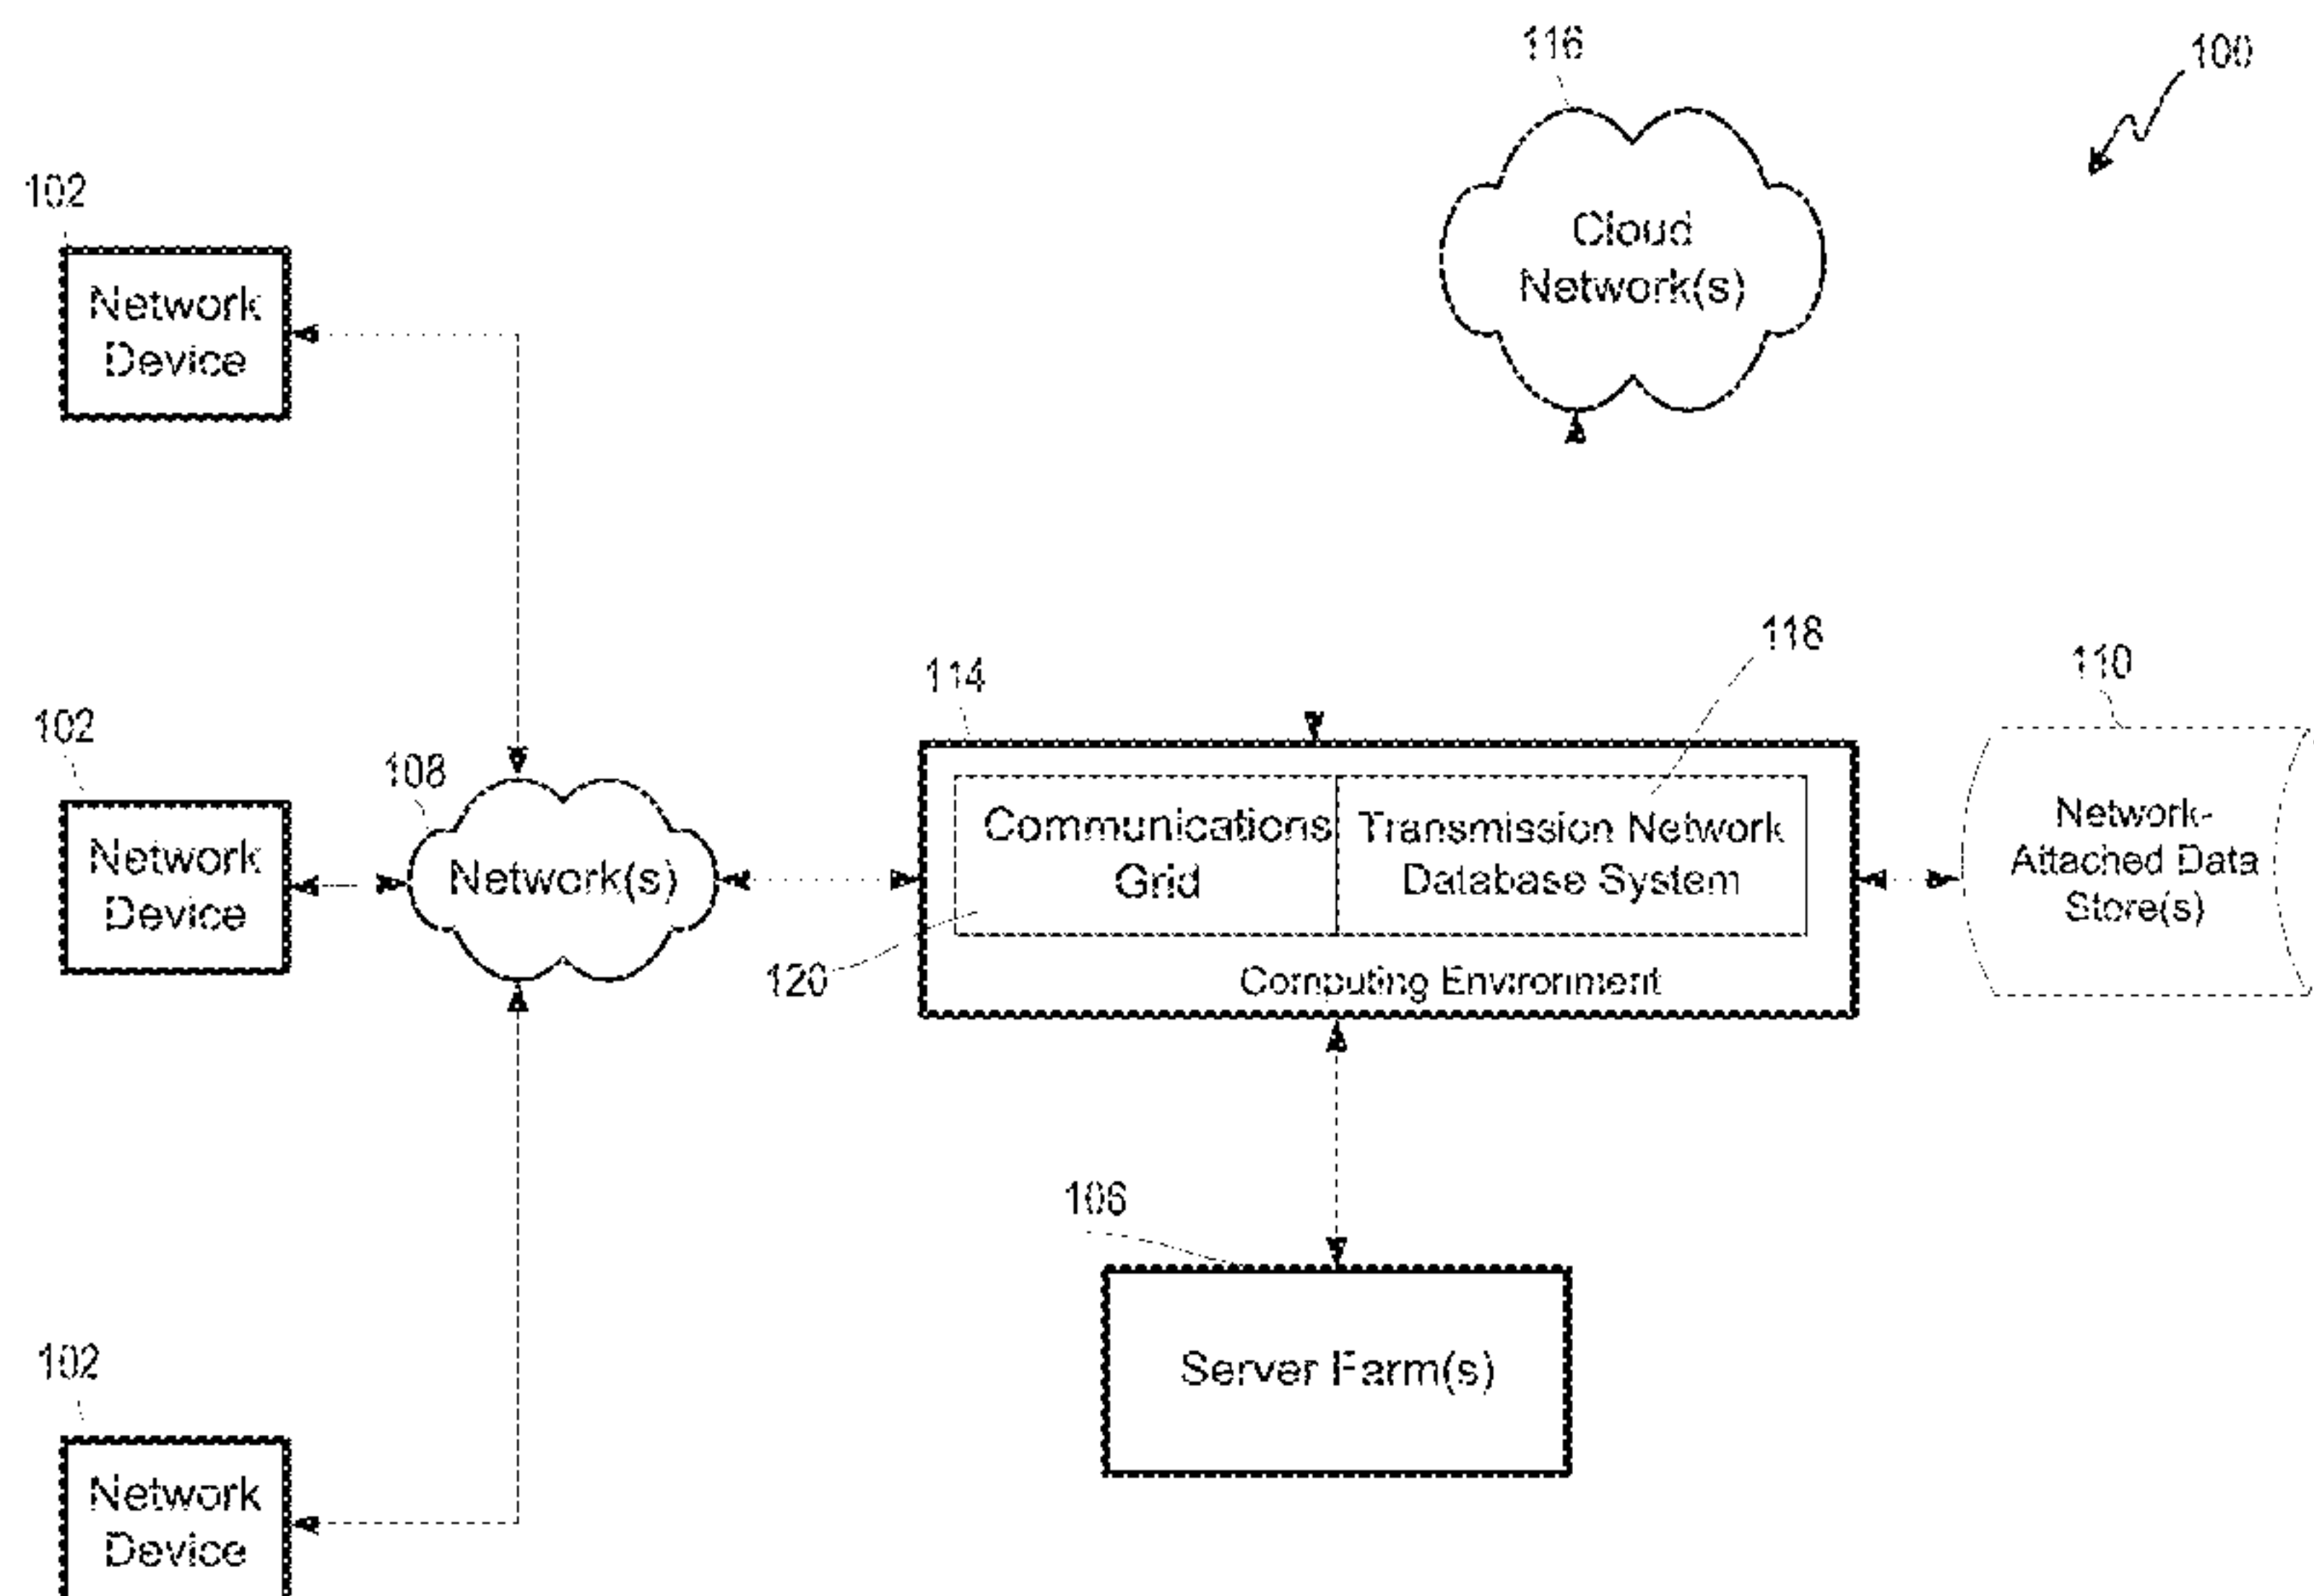 116
100
102
Cloud
Network(s)
Network
Device
118
114
110
102
108
Network
Device
Network(s)
Communications
Grid
Transmission Network
Database System
Network-
Attached Data
Store(s)
120
Computing Environment
106
102
Server Farm(s)
Network
Device